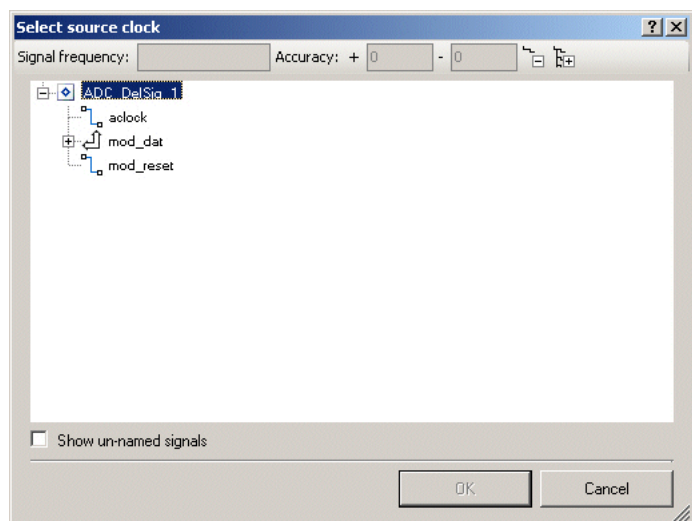 Select source clock
Signal frequency: Accuracy: + 0 - 0
ADC_DelSig_1
aclock
mod_dat
mod_reset
Show un-named signals
OK Cancel